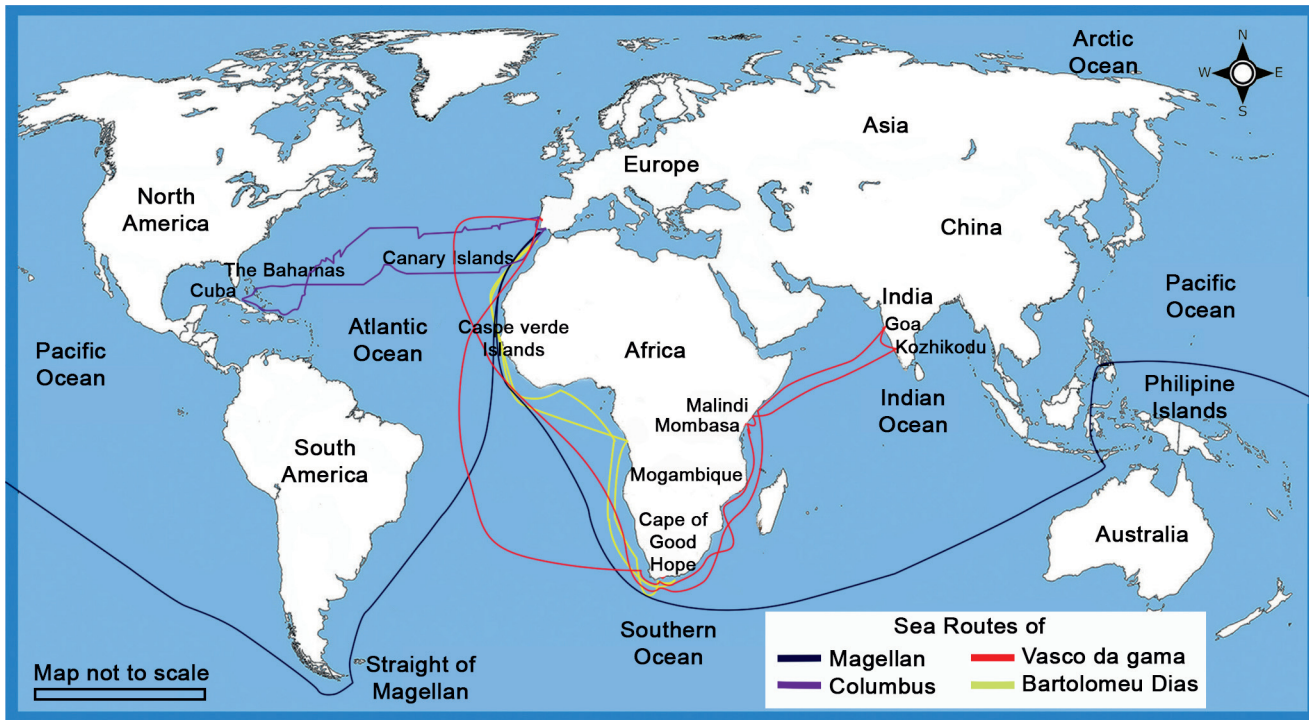 Arctic
Ocean
N
W
E
S
Asia
Europe
North
America
China
Canary Islands
The Bahamas
Cuba
Pacific
Ocean
India
Goa
Atlantic
Ocean
Caspe verde
Islands
Africa
Kozhikodu
Pacific
Ocean
Indian
Ocean
Philipine
Islands
Malindi
Mombasa
South
America
Mogambique
Cape of
Good
Hope
Australia
Southern
Ocean
Straight of
Magellan
Map not to scale
Sea Routes of
Magellan
Vasco da gama
Columbus
Bartolomeu Dias